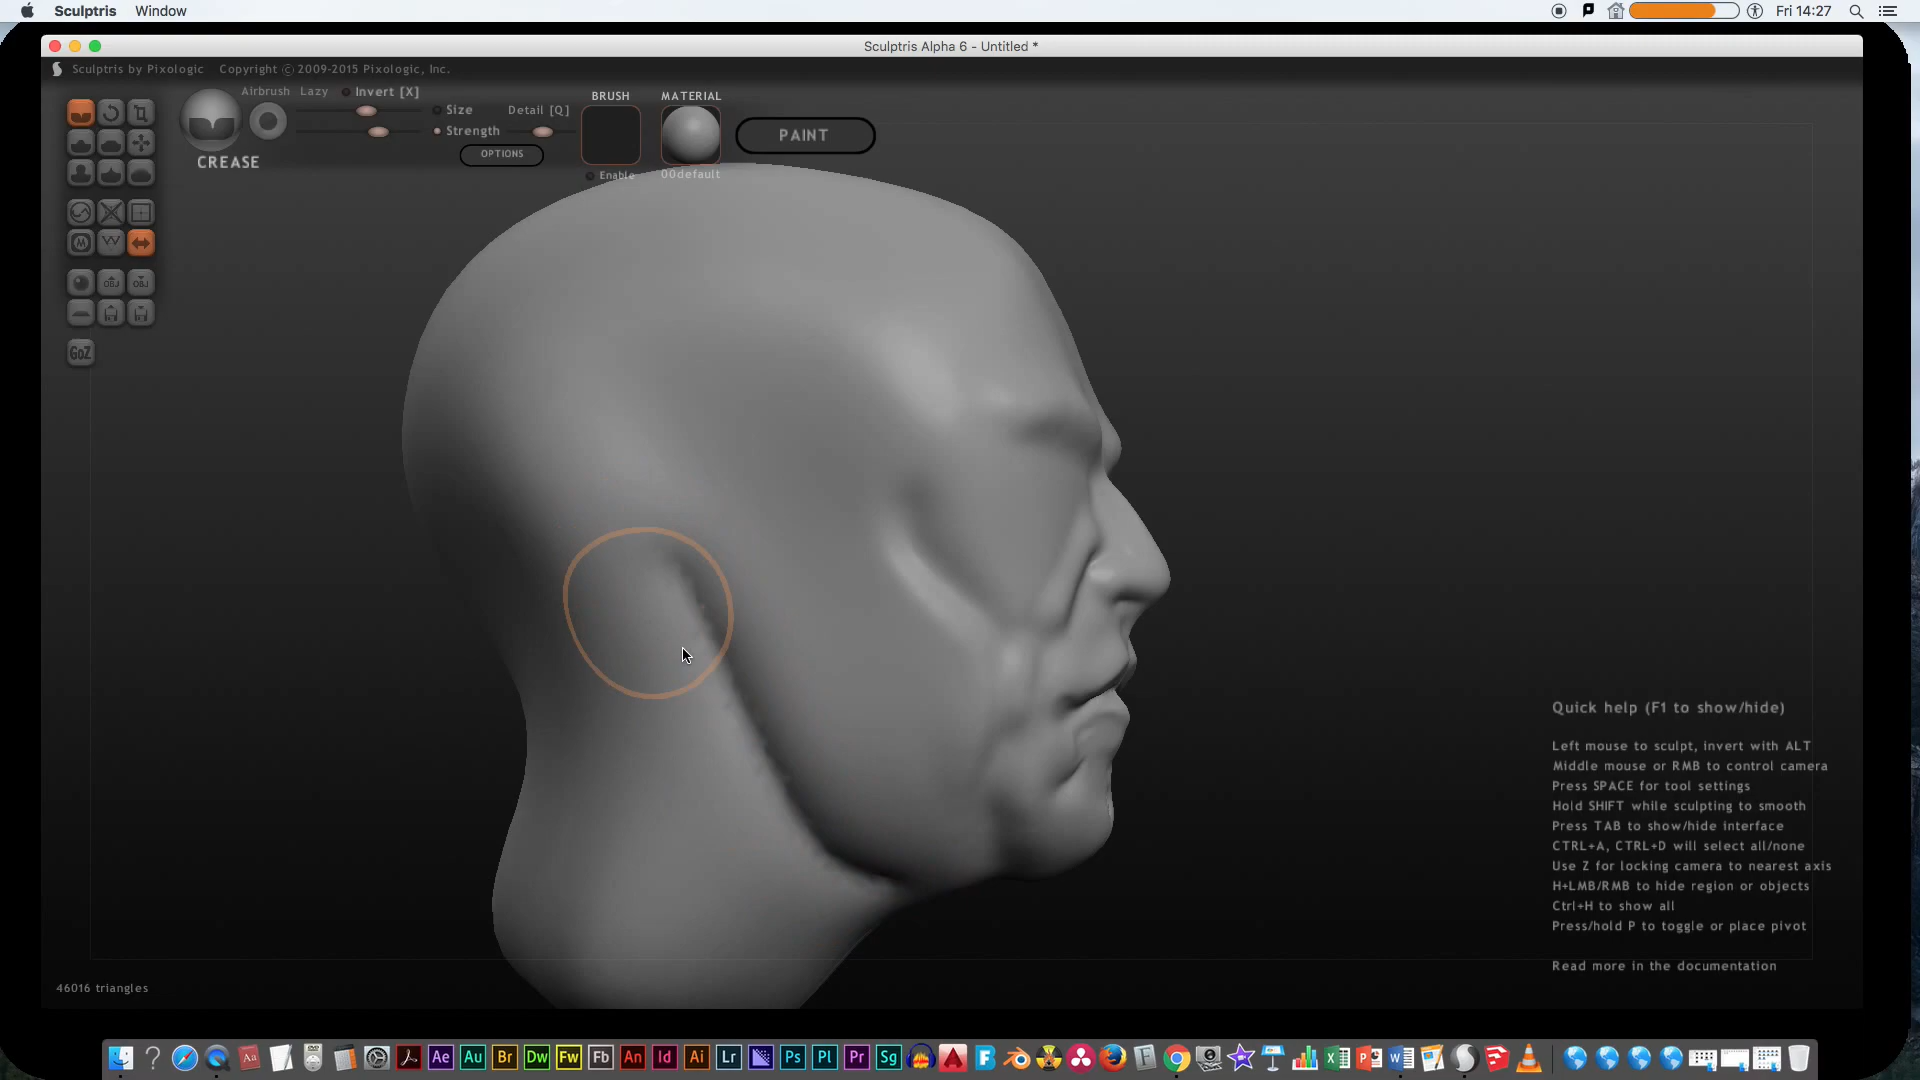 Sculptris Window
Fri 14:27
Sculptris Alpha 6 - Untitled *
Sculptris by Pixologic Copyright © 2009-2015 Pixologic, Inc.
Airbrush Lazy Invert [X]
Size Detail [Q]
Strength
OPTIONS
CREASE
BRUSH
Enable
MATERIAL
00default
PAINT
M
OBJ OBJ
GoZ
Quick help (F1 to show/hide)
Left mouse to sculpt, invert with ALT
Middle mouse or RMB to control camera
Press SPACE for tool settings
Hold SHIFT while sculpting to smooth
Press TAB to show/hide interface
CTRL+A, CTRL+D will select all/none
Use Z for locking camera to nearest axis
H+LMB/RMB to hide region or objects
Ctrl+H to show all
Press/hold P to toggle or place pivot
Read more in the documentation
46016 triangles
? Aa Ae Au Br Dw Fw Fb An Id Ai Lr Ps Pl Pr Sg